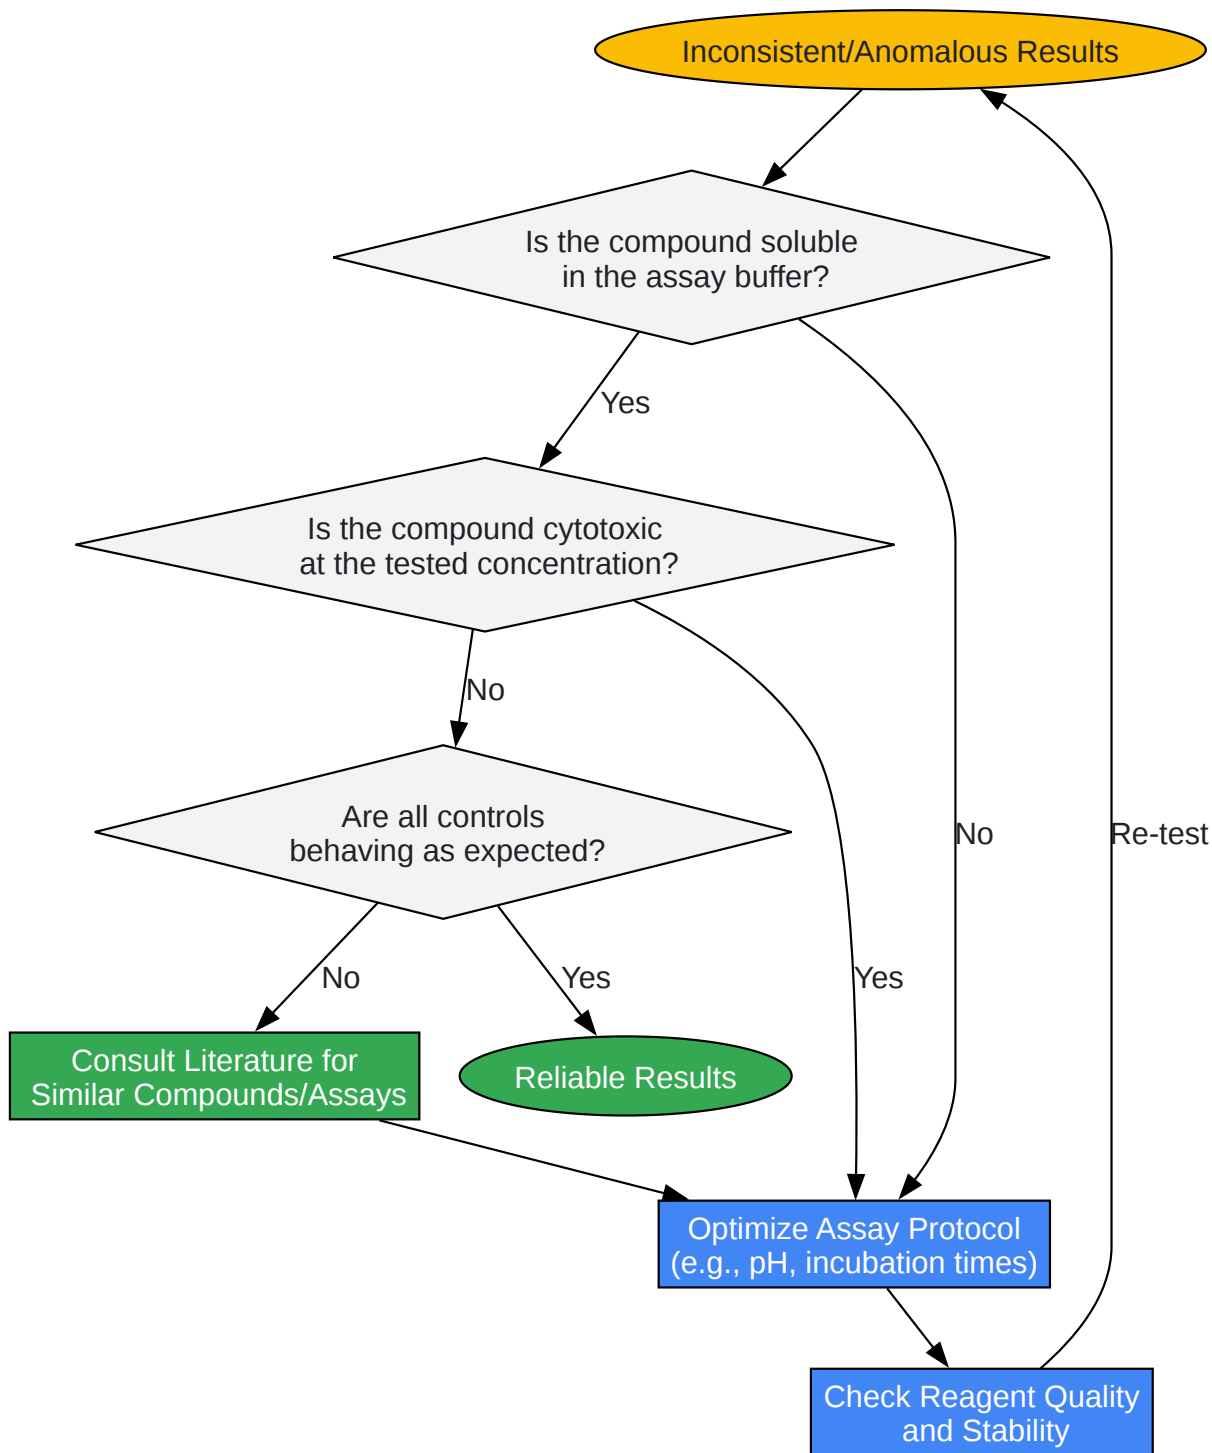 Inconsistent/Anomalous Results
Is the compound soluble
in the assay buffer?
Yes
Is the compound cytotoxic
at the tested concentration?
No
Are all controls
behaving as expected?
No
Re-test
No
Yes
Yes
Consult Literature for
Similar Compounds/Assays
Reliable Results
Optimize Assay Protocol
(e.g., pH, incubation times)
Check Reagent Quality
and Stability